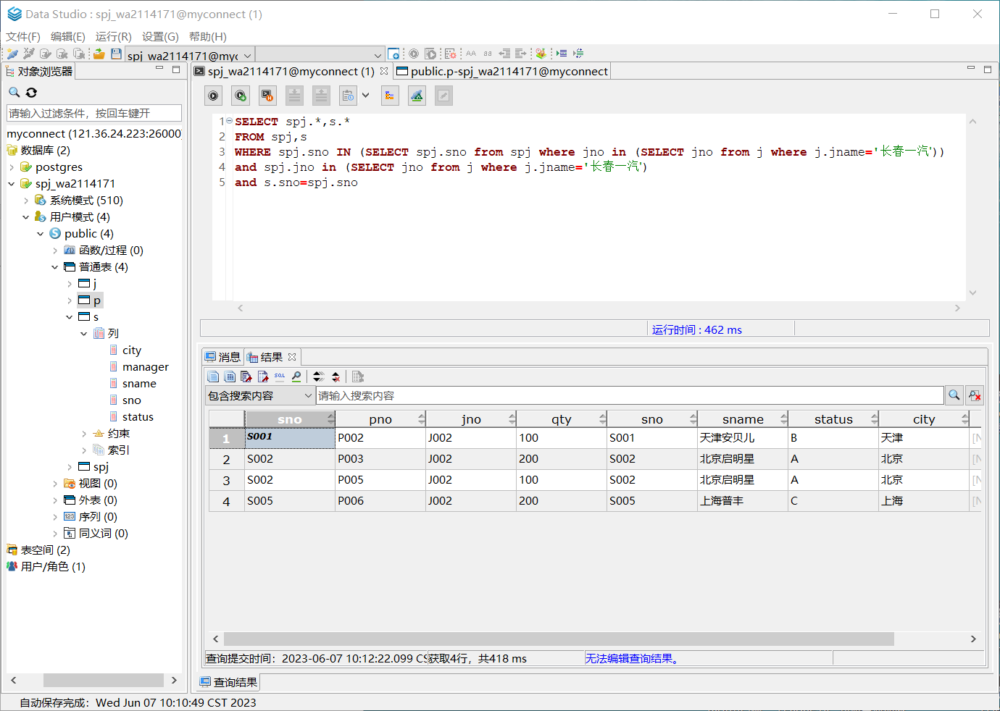 Data Studio : spj_wa2114171@myconnect (1)
文件(F) 编辑(E) 运行(R) 设置(G) 帮助(H)
spj_wa2114171@my
AA aa
对象浏览器
请输入过滤条件，按回车键开
myconnect (121.36.24.223:26000)
数据库 (2)
postgres
spj_wa2114171
系统模式 (510)
用户模式 (4)
public (4)
函数/过程 (0)
普通表 (4)
j
p
s
列
city
manager
sname
sno
status
约束
索引
spj
视图 (0)
外表 (0)
序列 (0)
同义词 (0)
表空间 (2)
用户/角色 (1)
spj_wa2114171@myconnect (1) public.p-spj_wa2114171@myconnect
1 SELECT spj.*,s.*
2 FROM spj,s
3 WHERE spj.sno IN (SELECT spj.sno from spj where jno in (SELECT jno from j where j.jname='长春一汽'))
4 and spj.jno in (SELECT jno from j where j.jname='长春一汽')
5 and s.sno=spj.sno
运行时间 : 462 ms
消息 结果
SQL
包含搜索内容 请输入搜索内容
sno pno jno qty sno sname status city
1 S001 P002 J002 100 S001 天津安贝儿 B 天津 [N
2 S002 P003 J002 200 S002 北京启明星 A 北京 [N
3 S002 P005 J002 100 S002 北京启明星 A 北京 [N
4 S005 P006 J002 200 S005 上海普丰 C 上海 [N
查询提交时间： 2023-06-07 10:12:22.099 CS 获取4行，共418 ms 无法编辑查询结果。
查询结果
自动保存完成： Wed Jun 07 10:10:49 CST 2023